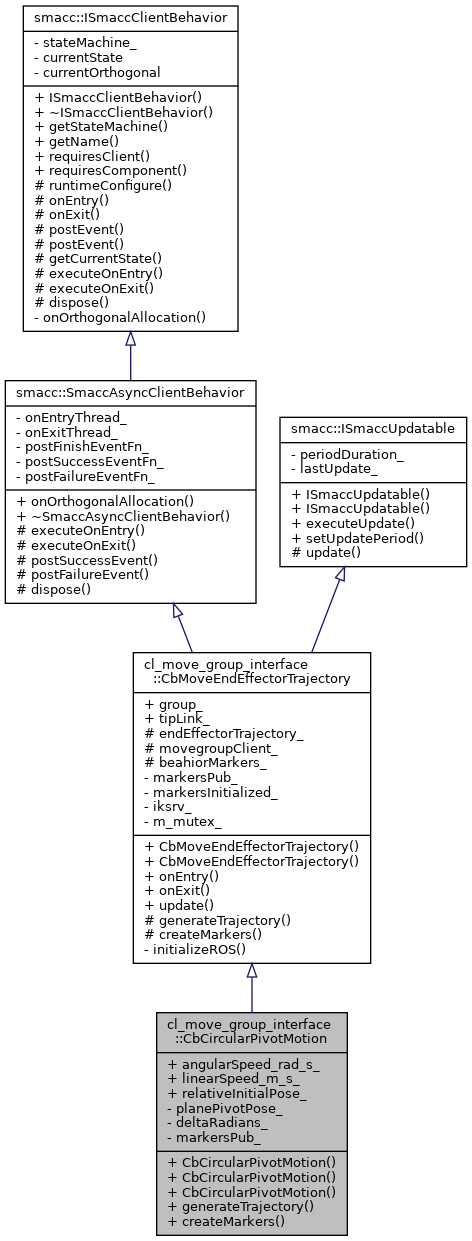 smacc::ISmaccClientBehavior
- stateMachine_
- currentState
- currentOrthogonal
+ ISmaccClientBehavior()
+ ~ISmaccClientBehavior()
+ getStateMachine()
+ getName()
+ requiresClient()
+ requiresComponent()
# runtimeConfigure()
# onEntry()
# onExit()
# postEvent()
# postEvent()
# getCurrentState()
# executeOnEntry()
# executeOnExit()
# dispose()
- onOrthogonalAllocation()
smacc::SmaccAsyncClientBehavior
- onEntryThread_
- onExitThread_
- postFinishEventFn_
- postSuccessEventFn_
- postFailureEventFn_
+ onOrthogonalAllocation()
+ ~SmaccAsyncClientBehavior()
# executeOnEntry()
# executeOnExit()
# postSuccessEvent()
# postFailureEvent()
# dispose()
smacc::ISmaccUpdatable
- periodDuration_
- lastUpdate_
+ ISmaccUpdatable()
+ ISmaccUpdatable()
+ executeUpdate()
+ setUpdatePeriod()
# update()
cl_move_group_interface
::CbMoveEndEffectorTrajectory
+ group_
+ tipLink_
# endEffectorTrajectory_
# movegroupClient_
# beahiorMarkers_
- markersPub_
- markersInitialized_
- iksrv_
- m_mutex_
+ CbMoveEndEffectorTrajectory()
+ CbMoveEndEffectorTrajectory()
+ onEntry()
+ onExit()
+ update()
# generateTrajectory()
# createMarkers()
- initializeROS()
cl_move_group_interface
::CbCircularPivotMotion
+ angularSpeed_rad_s_
+ linearSpeed_m_s_
+ relativeInitialPose_
- planePivotPose_
- deltaRadians_
- markersPub_
+ CbCircularPivotMotion()
+ CbCircularPivotMotion()
+ CbCircularPivotMotion()
+ generateTrajectory()
+ createMarkers()